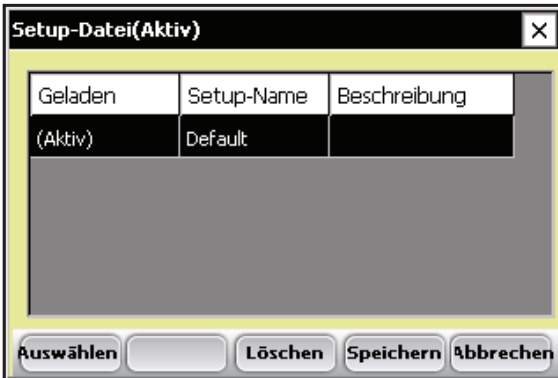 Setup-Datei(Aktiv)
Geladen Setup-Name Beschreibung
(Aktiv) Default
Auswählen Löschen Speichern Abbrechen